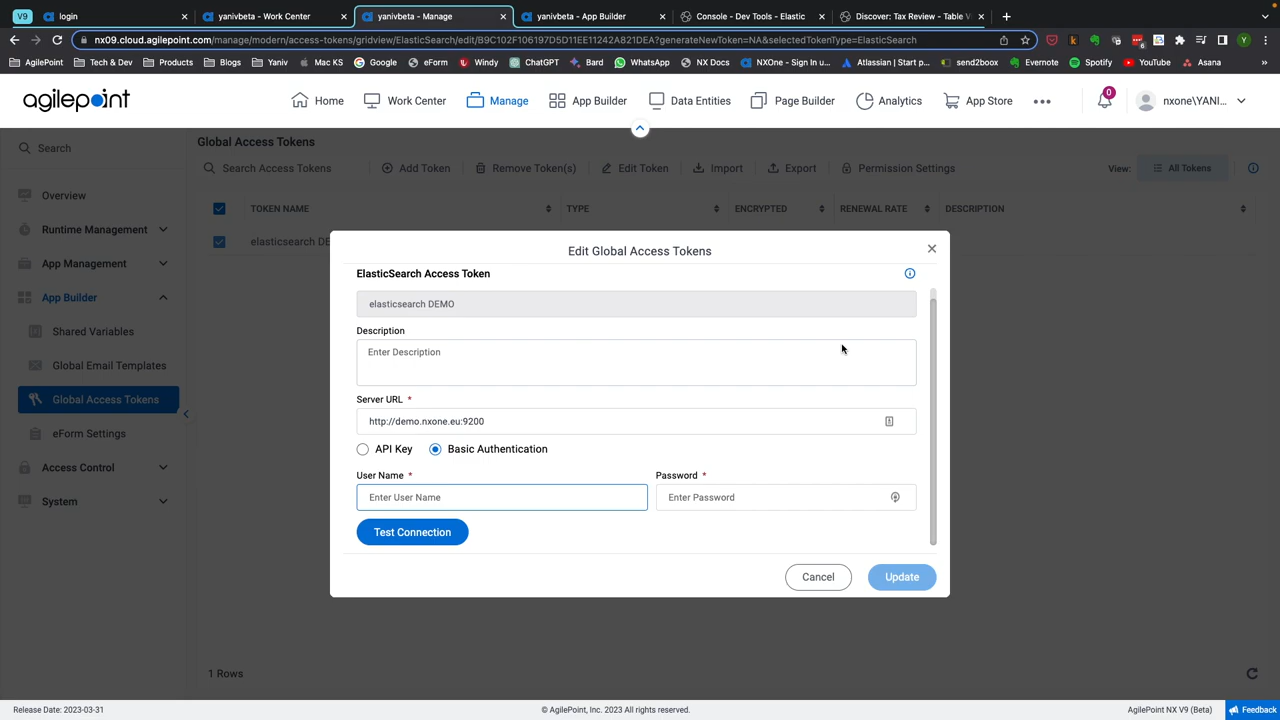 V9 login × yanivbeta - Work Center × yanivbeta - Manage × yanivbeta - App Builder × Console - Dev Tools - Elastic × Discover: Tax Review - Table V ×
nx09.cloud.agilepoint.com/manage/modern/access-tokens/gridview/ElasticSearch/edit/B9C102F106197D5D11EE11242A821DEA?generateNewToken=NA&selectedTokenType=ElasticSearch
AgilePoint Tech & Dev Products Blogs Yaniv Mac KS Google eForm Windy ChatGPT Bard WhatsApp NX Docs NXOne - Sign in u... Atlassian | Start p... send2boox Evernote Spotify YouTube Asana »
agilepoint Home Work Center Manage App Builder Data Entities Page Builder Analytics App Store 0 nxone\YANI...
Search
Global Access Tokens
Search Access Tokens Add Token Remove Token(s) Edit Token Import Export Permission Settings View: All Tokens
Overview
TOKEN NAME TYPE ENCRYPTED RENEWAL RATE DESCRIPTION
Runtime Management
elasticsearch DE
App Management
App Builder
Shared Variables
Global Email Templates
Global Access Tokens
eForm Settings
Access Control
System
Edit Global Access Tokens
ElasticSearch Access Token
elasticsearch DEMO
Description
Enter Description
Server URL *
http://demo.nxone.eu:9200
API Key Basic Authentication
User Name * Password *
Enter User Name Enter Password
Test Connection
Cancel Update
1 Rows
Release Date: 2023-03-31 © AgilePoint, Inc. 2023 All rights reserved. AgilePoint NX V9 (Beta) Feedback